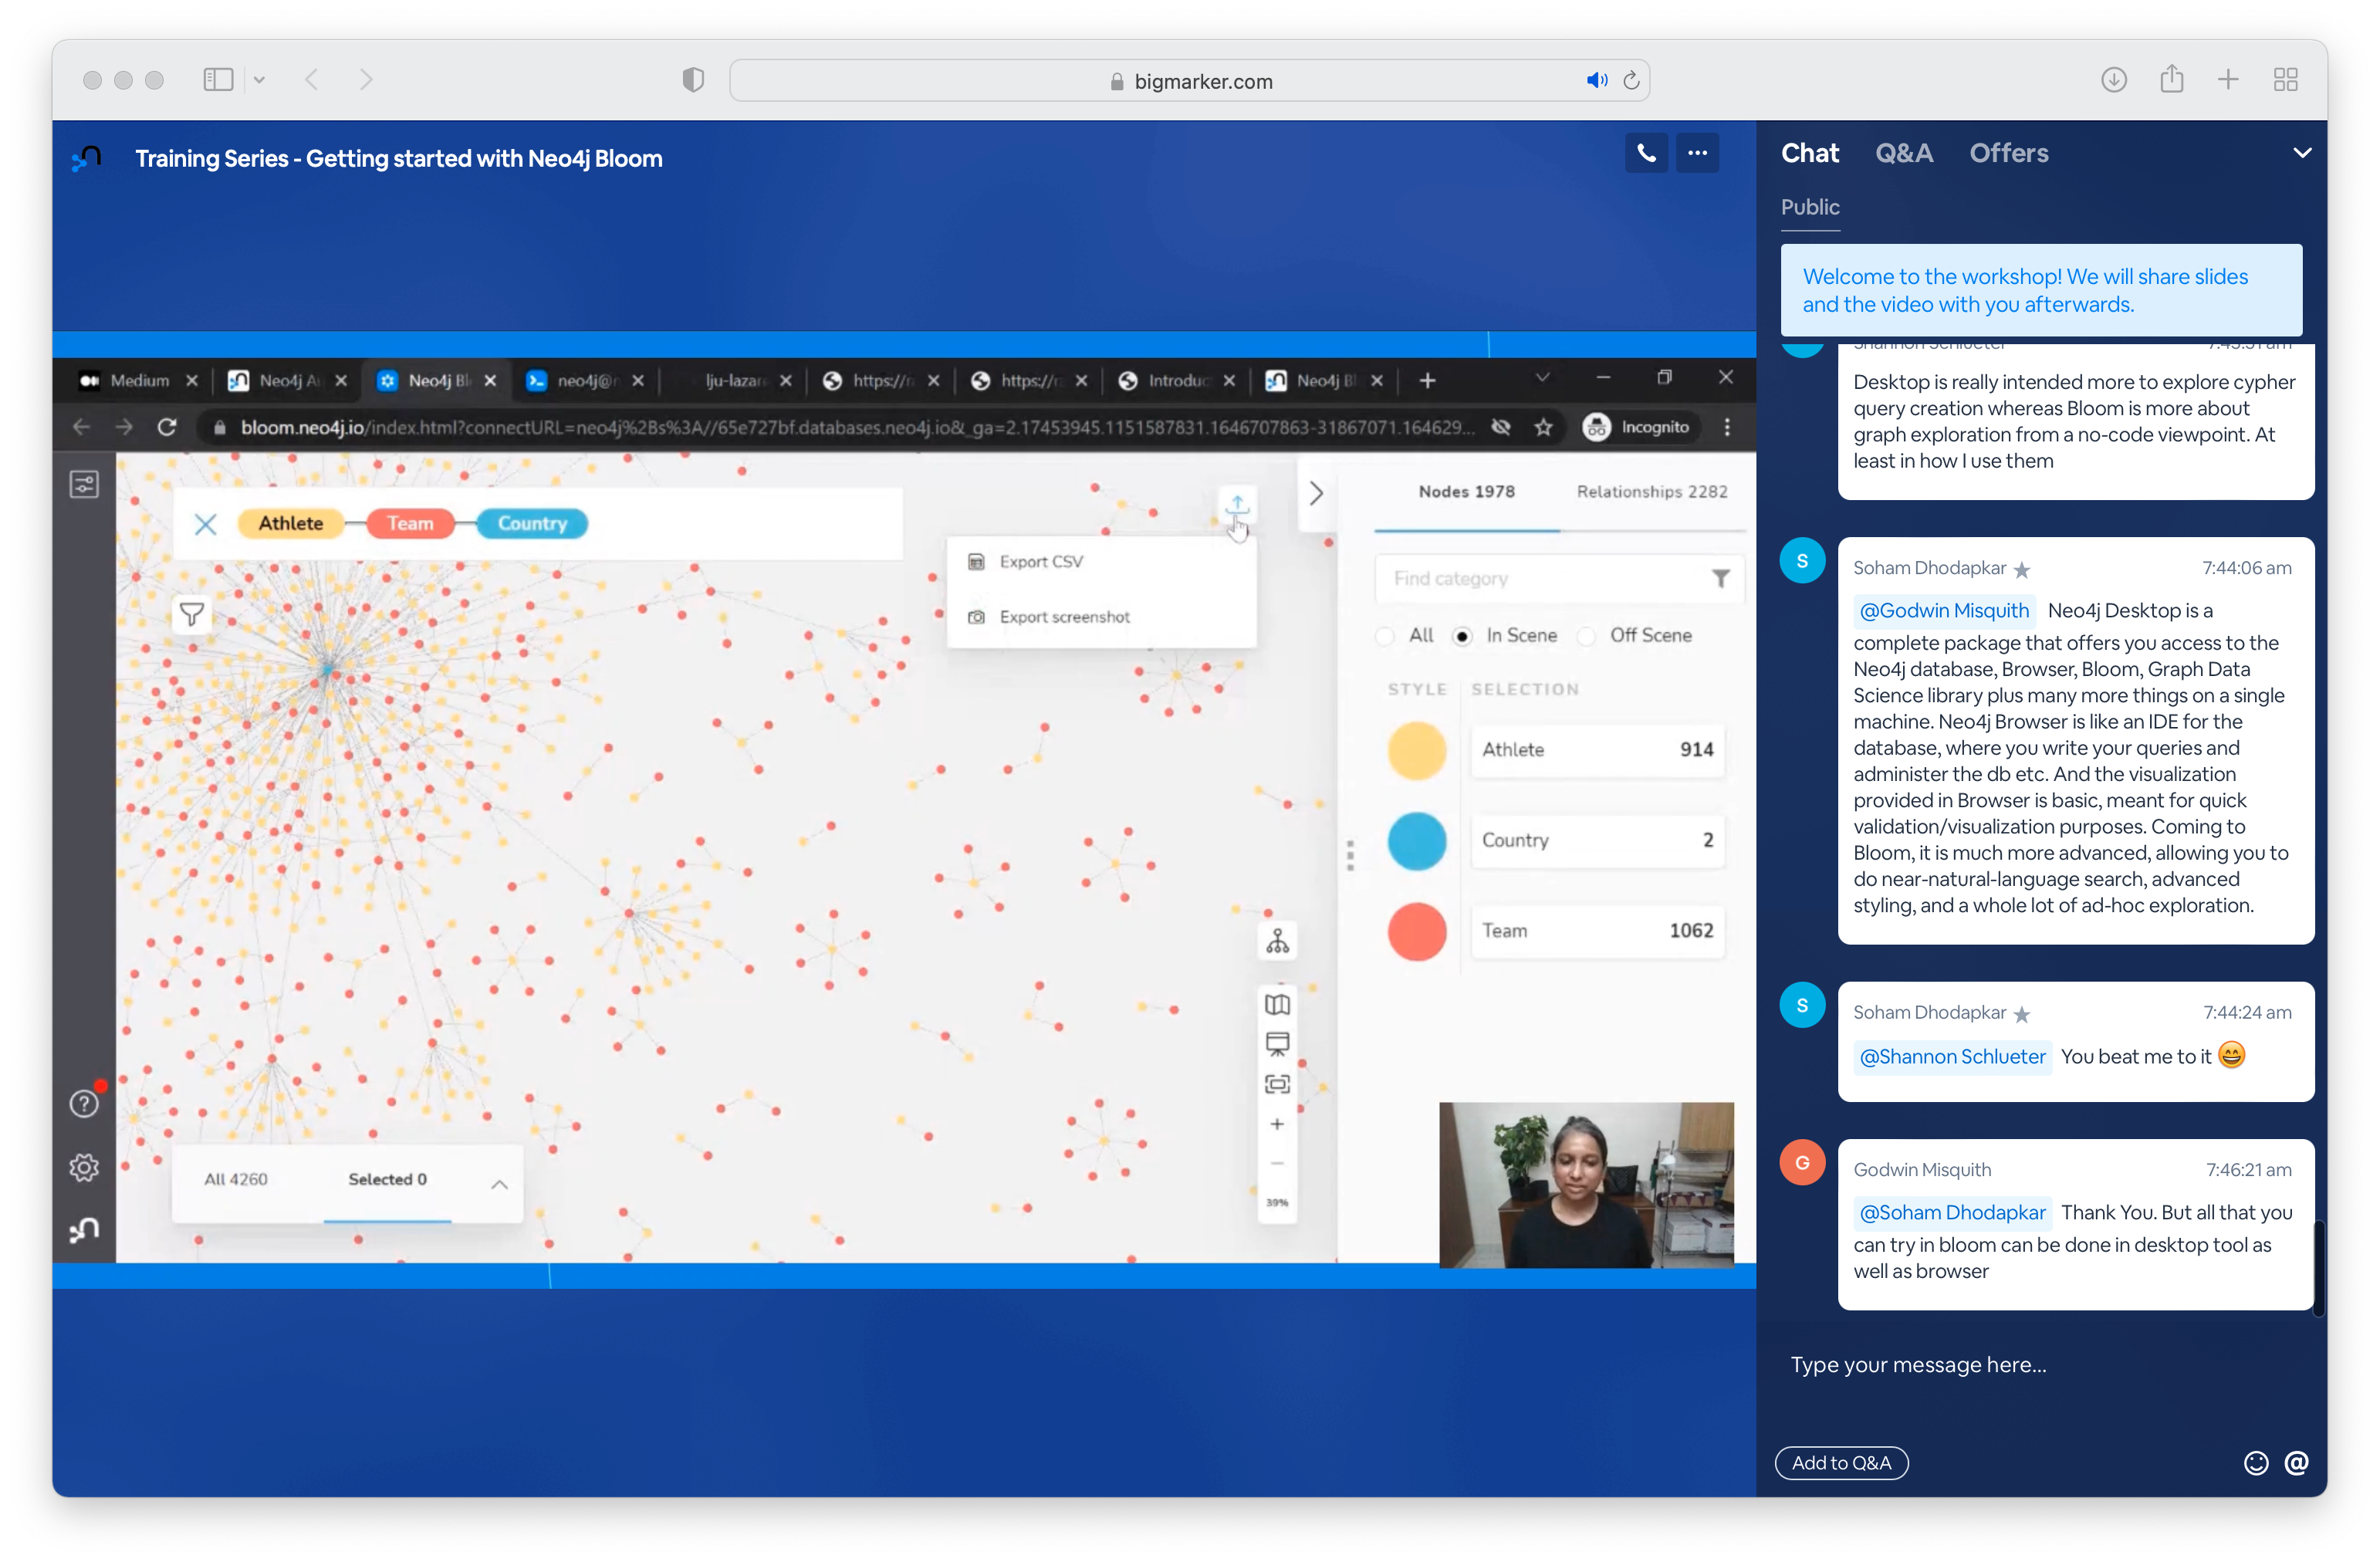 bigmarker.com
Training Series - Getting started with Neo4j Bloom
Medium
Neo4j
Neo4j
neo4j@
lju-lazar
https://
https://
Introduc
Neo4j
bloom.neo4j.io/index.html?connectURL=neo4j%2Bs%3A//65e727bf.databases.neo4j.io&_ga=2.17453945.1151587831.1646707863-31867071.164629...
Incognito
Athlete
Team
Country
Export CSV
Export screenshot
All 4260
Selected 0
39%
Nodes 1978
Relationships 2282
Find category
All
In Scene
Off Scene
STYLE
SELECTION
Athlete 914
Country 2
Team 1062
Chat
Q&A
Offers
Public
Welcome to the workshop! We will share slides
and the video with you afterwards.
Desktop is really intended more to explore cypher
query creation whereas Bloom is more about
graph exploration from a no-code viewpoint. At
least in how I use them
S
Soham Dhodapkar
7:44:06 am
@Godwin Misquith Neo4j Desktop is a
complete package that offers you access to the
Neo4j database, Browser, Bloom, Graph Data
Science library plus many more things on a single
machine. Neo4j Browser is like an IDE for the
database, where you write your queries and
administer the db etc. And the visualization
provided in Browser is basic, meant for quick
validation/visualization purposes. Coming to
Bloom, it is much more advanced, allowing you to
do near-natural-language search, advanced
styling, and a whole lot of ad-hoc exploration.
S
Soham Dhodapkar
7:44:24 am
@Shannon Schlueter You beat me to it 😄
G
Godwin Misquith
7:46:21 am
@Soham Dhodapkar Thank You. But all that you
can try in bloom can be done in desktop tool as
well as browser
Type your message here...
Add to Q&A
@